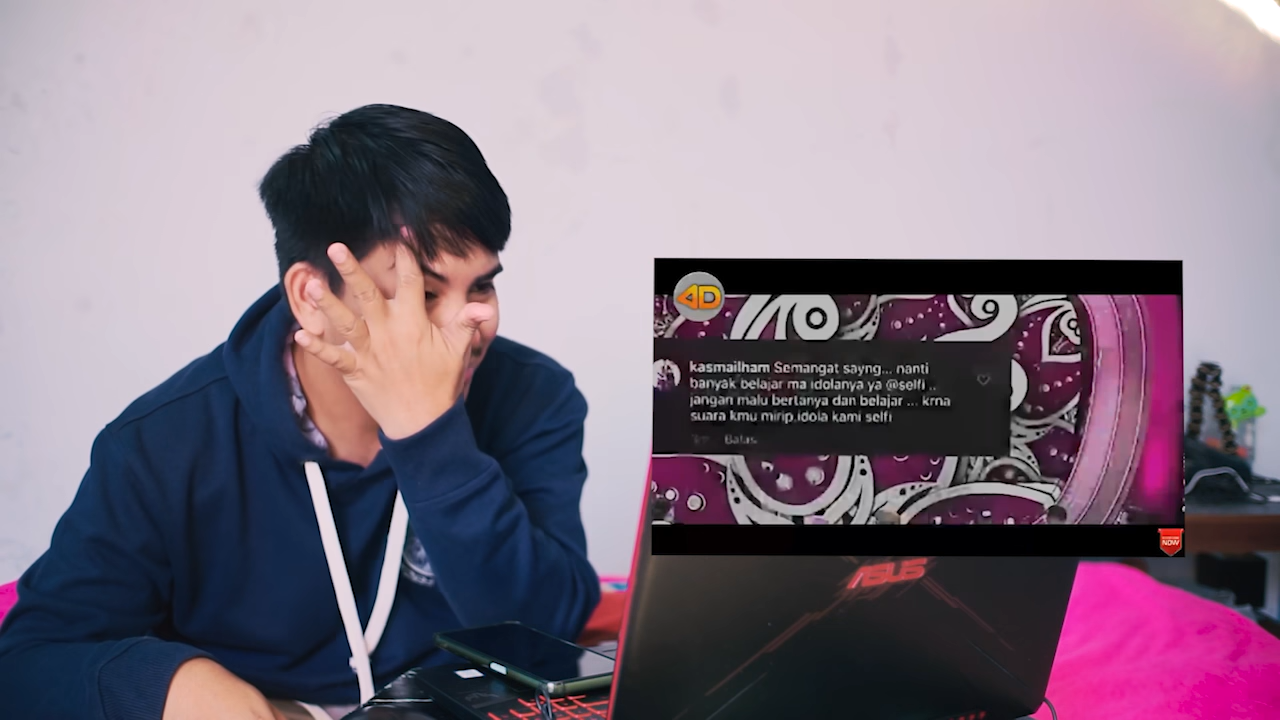 4D
kasmailham Semangat sayng... nanti
banyak belajar ma idolanya ya @selfi ..
jangan malu bertanya dan belajar ... krna
suara kmu mirip.idola kami selfi
Balas
NOW
ASUS